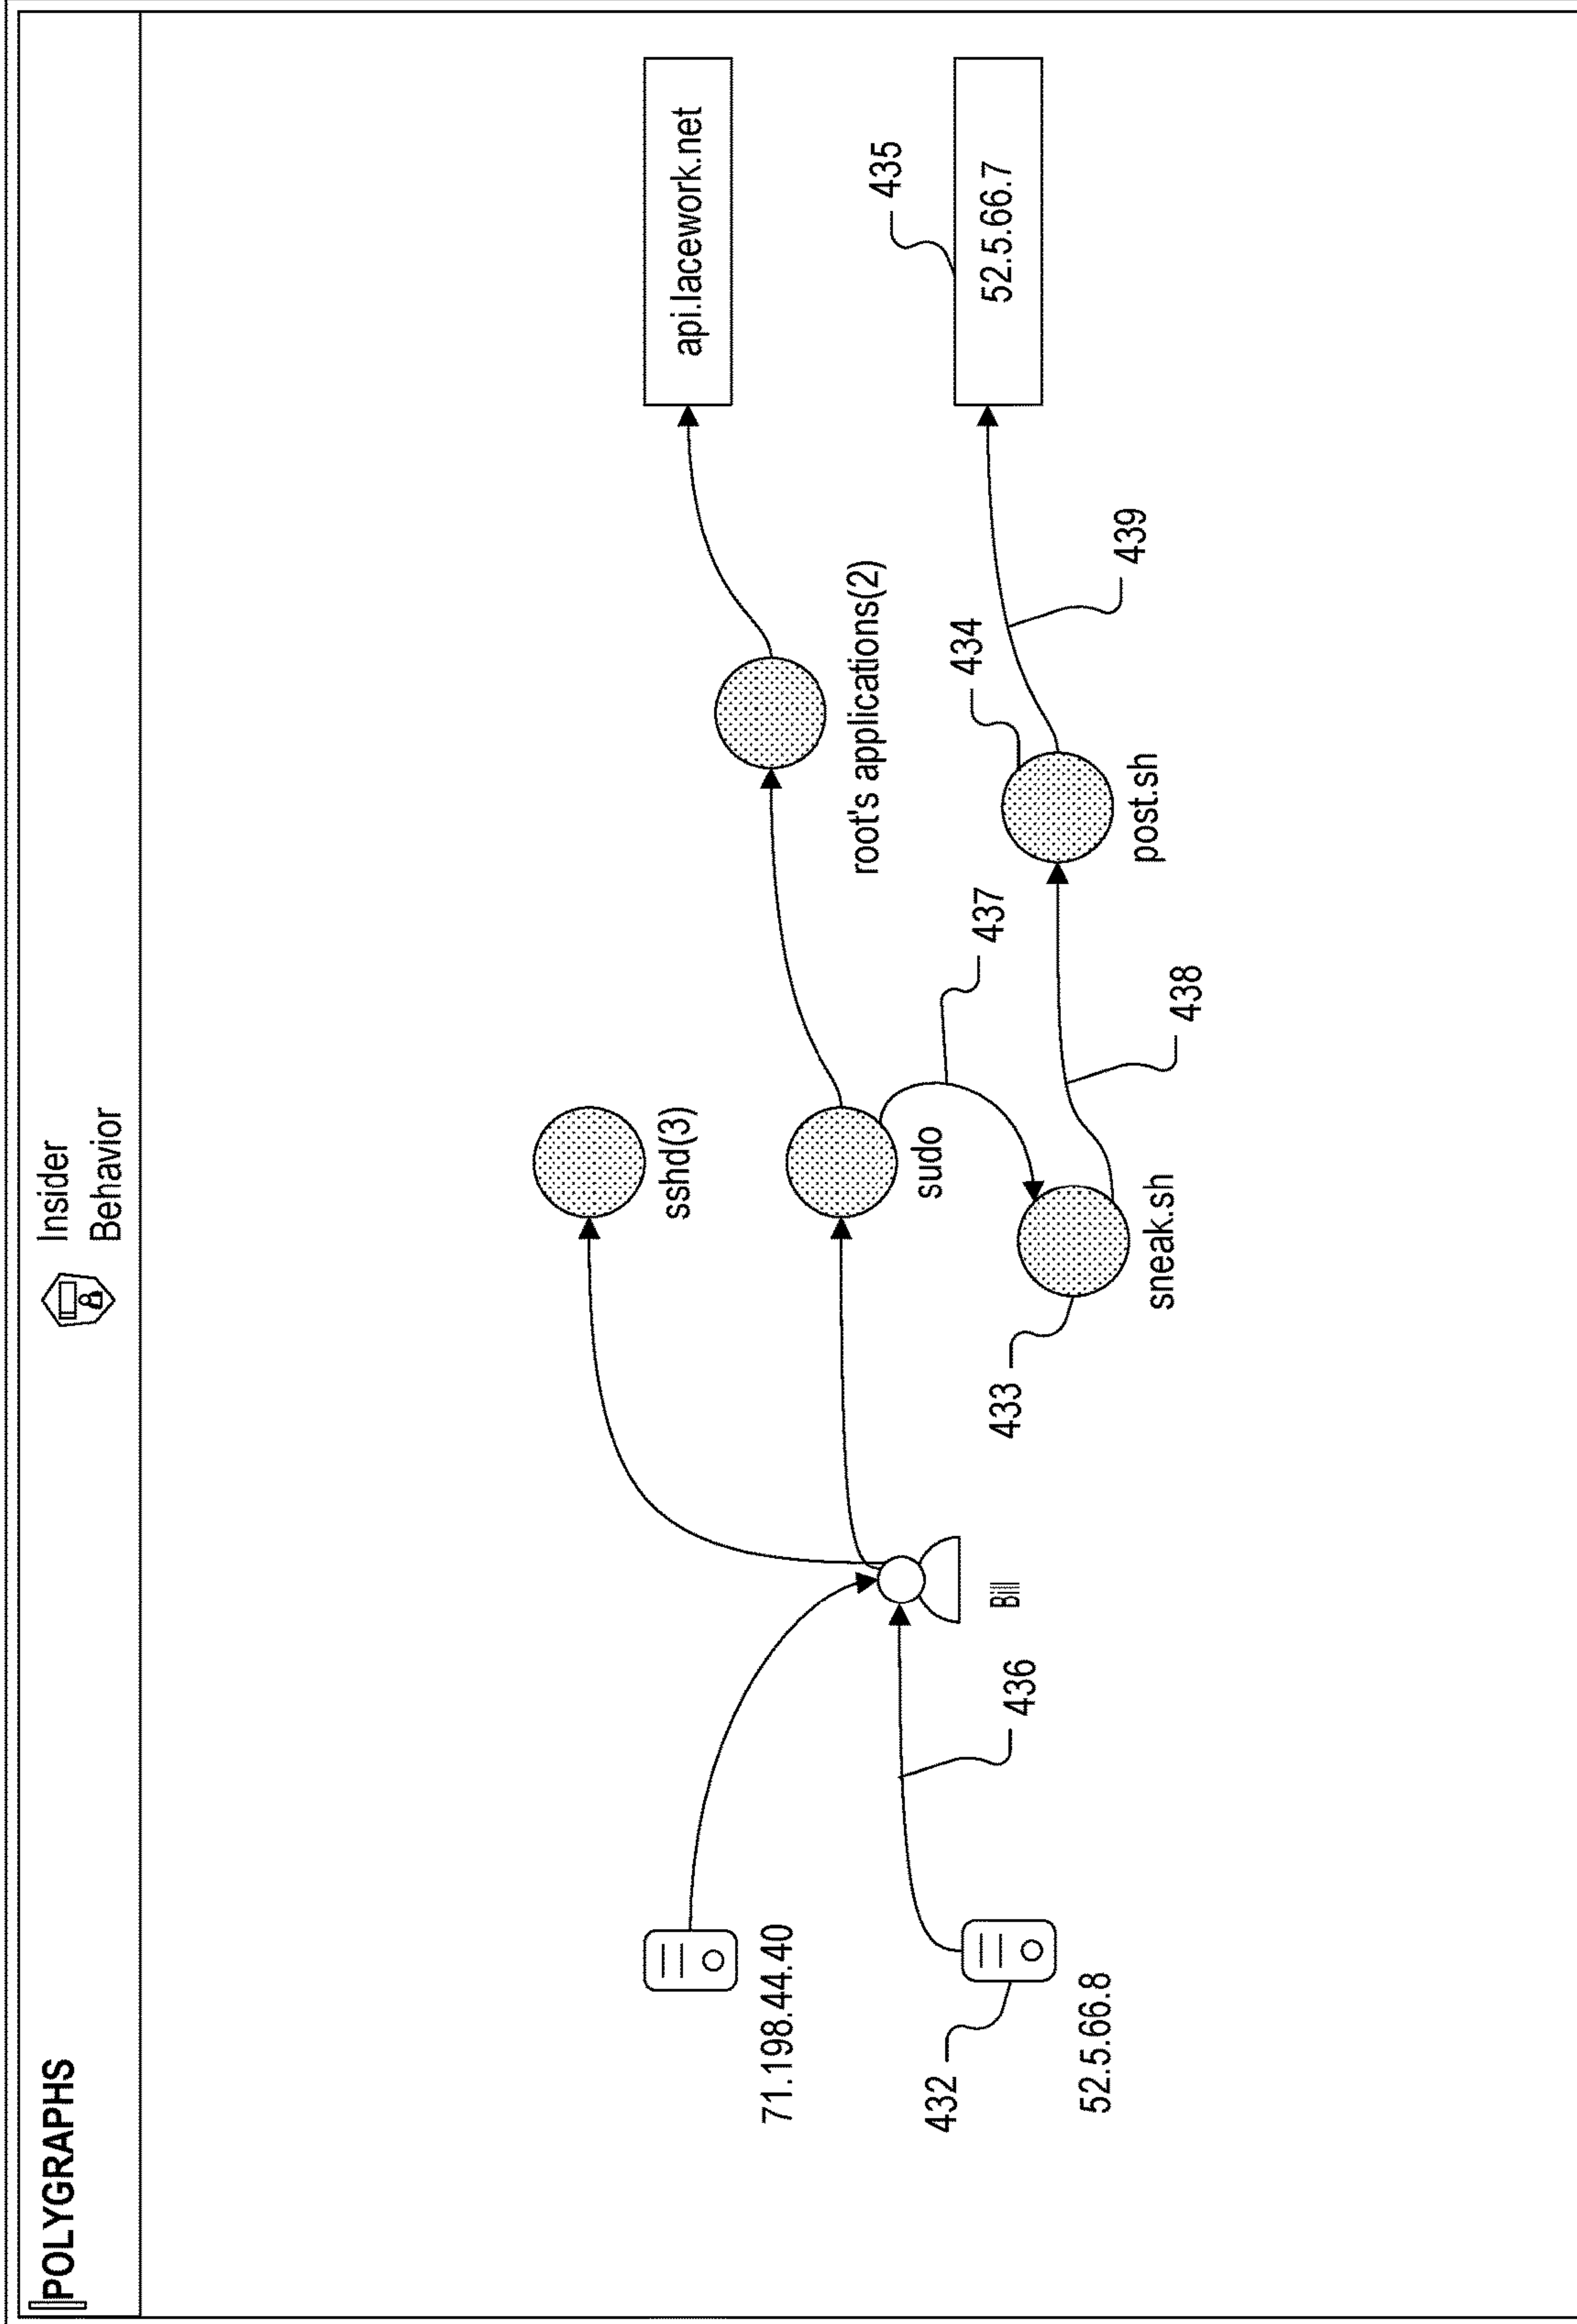 POLYGRAPHS
Insider
Behavior
sshd(3)
api.lacework.net
71.198.44.40
sudo
root's applications(2)
435
52.5.66.7
432
52.5.66.8
436
Bill
433
sneak.sh
437
438
434
post.sh
439